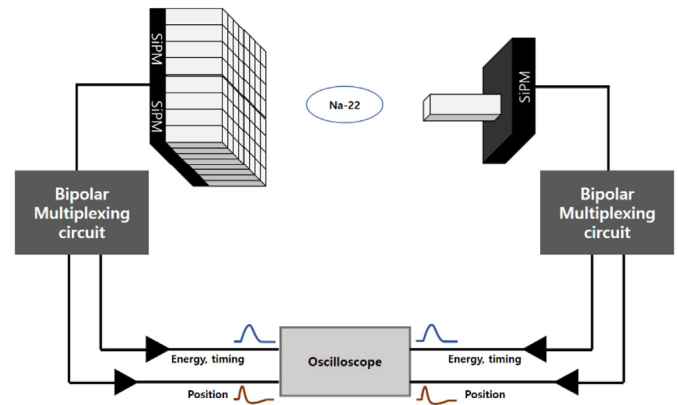 SiPM
SiPM
Na-22
SiPM
Bipolar
Multiplexing
circuit
Bipolar
Multiplexing
circuit
Energy, timing
Oscilloscope
Energy, timing
Position
Position